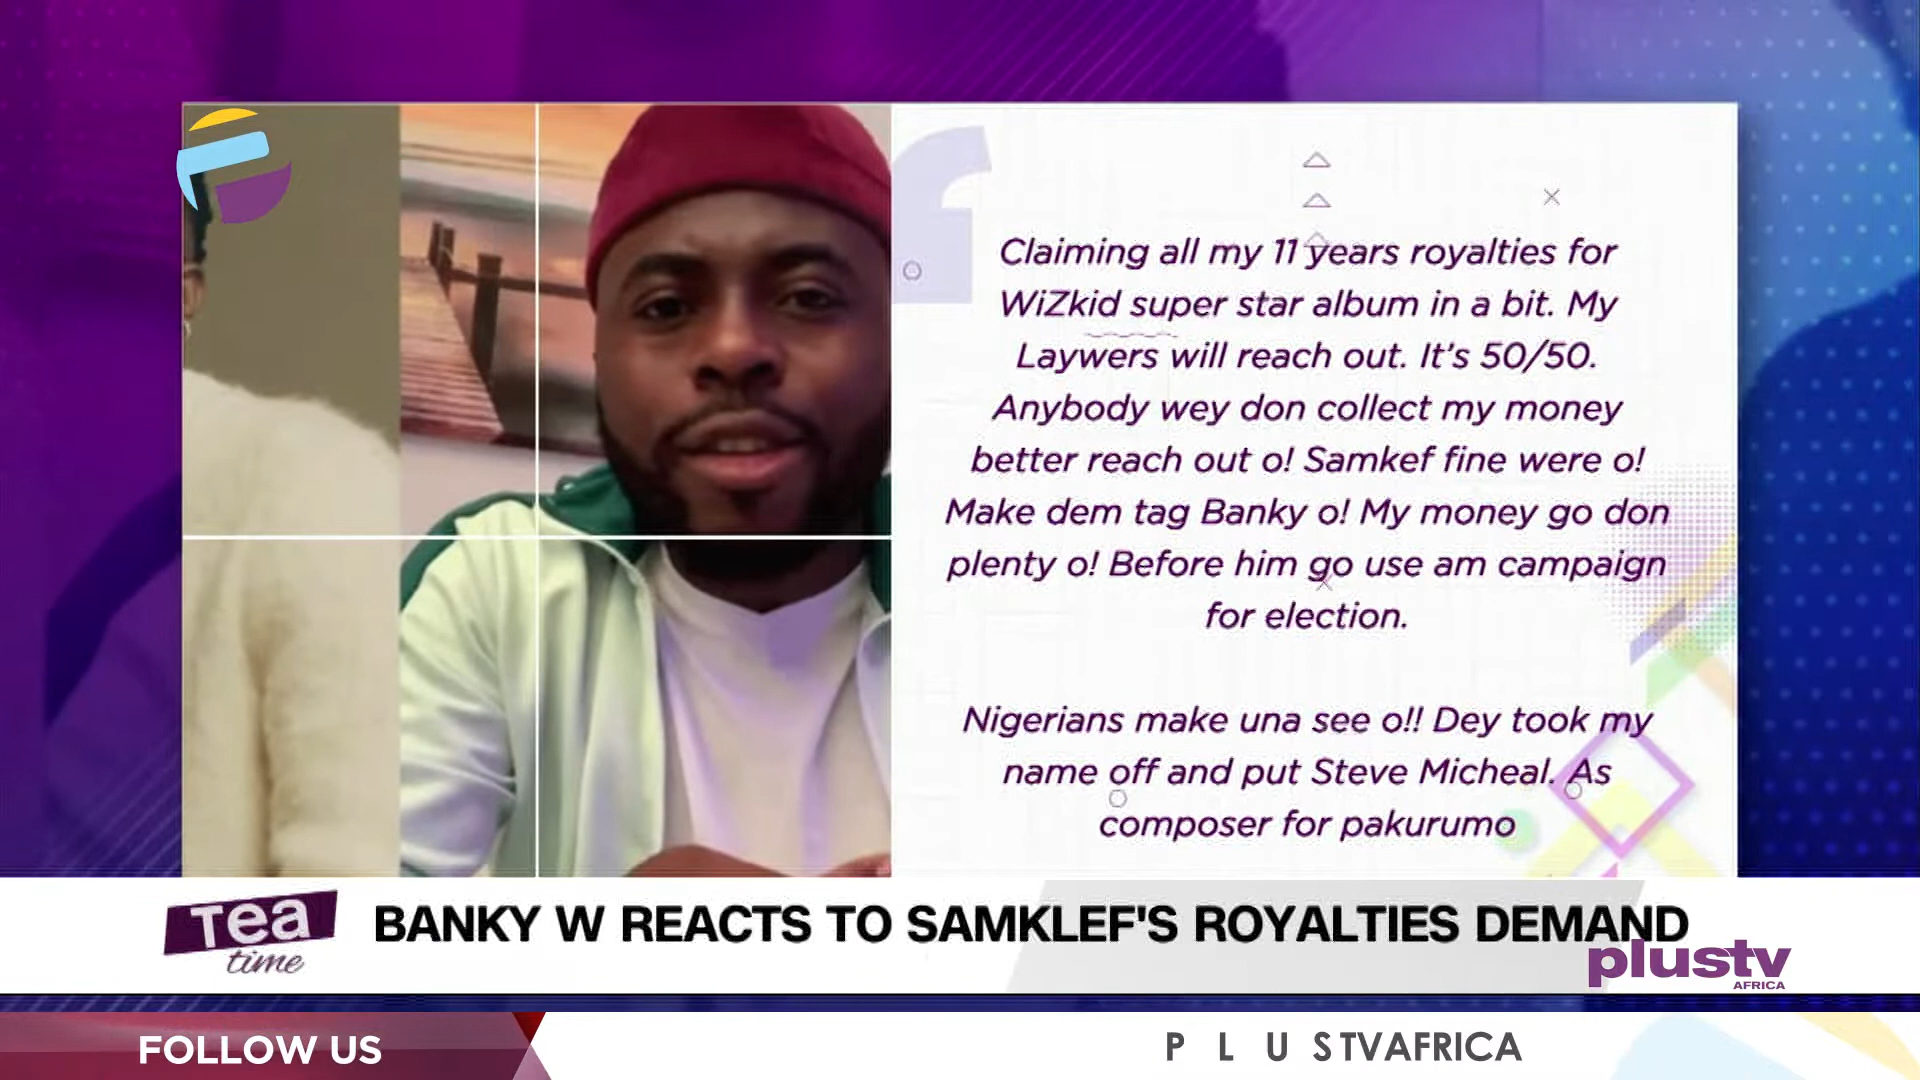 Claiming all my 11 years royalties for
WiZkid super star album in a bit. My
Laywers will reach out. It's 50/50.
Anybody wey don collect my money
better reach out o! Samkef fine were o!
Make dem tag Banky o! My money go don
plenty o! Before him go use am campaign
for election.
Nigerians make una see o!! Dey took my
name off and put Steve Micheal. As
composer for pakurumo
Tea
time
BANKY W REACTS TO SAMKLEF'S ROYALTIES DEMAND
plustv
AFRICA
FOLLOW US
P L U STVAFRICA